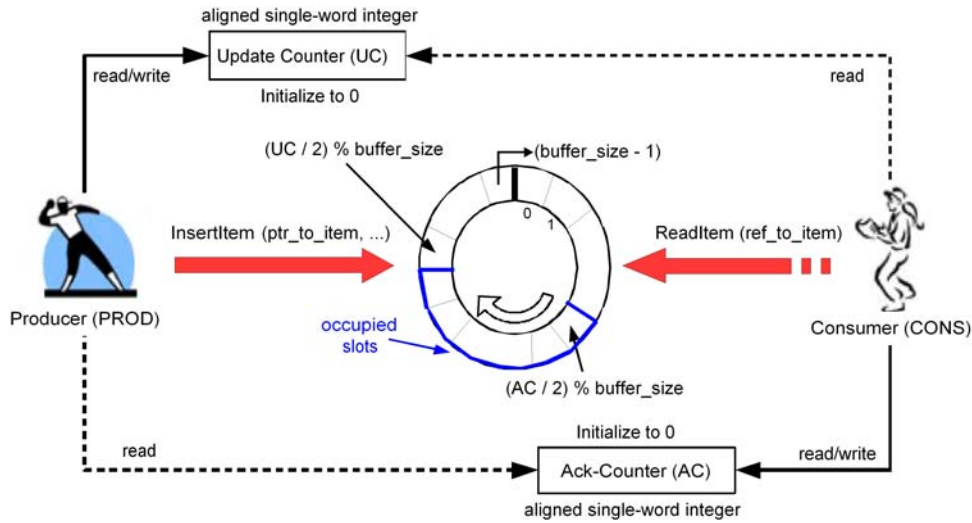 aligned single-word integer
Update Counter (UC)
read/write
read
Initialize to 0
(UC / 2) % buffer_size
(buffer_size - 1)
0
1
InsertItem (ptr_to_item, ...)
ReadItem (ref_to_item)
Producer (PROD)
Consumer (CONS)
occupied
slots
(AC / 2) % buffer_size
Initialize to 0
read
read/write
Ack-Counter (AC)
aligned single-word integer